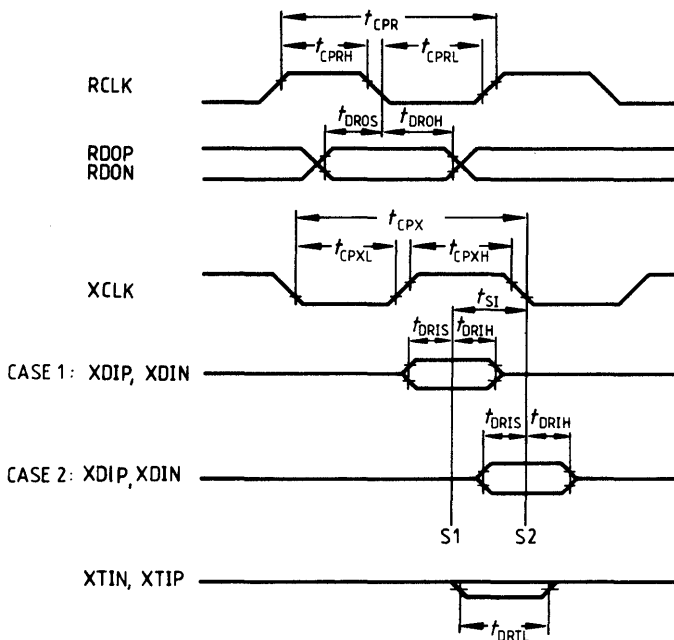 tCPR
tCPRH tCPRL
RCLK
tDROS tDROH
RDOP
RDON
tCPX
tCPXL tCPXH
XCLK
tSI
tDRIS tDRIH
CASE 1: XDIP, XDIN
tDRIS tDRIH
CASE 2: XDIP, XDIN
S1 S2
XTIN, XTIP
tDRTL